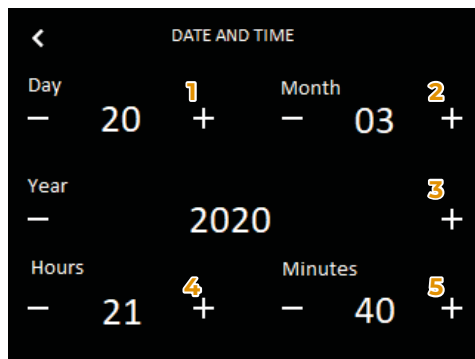 DATE AND TIME
Day 1 Month 2
− 20 + − 03 +
Year 3
− 2020 +
Hours 4 Minutes 5
− 21 + − 40 +